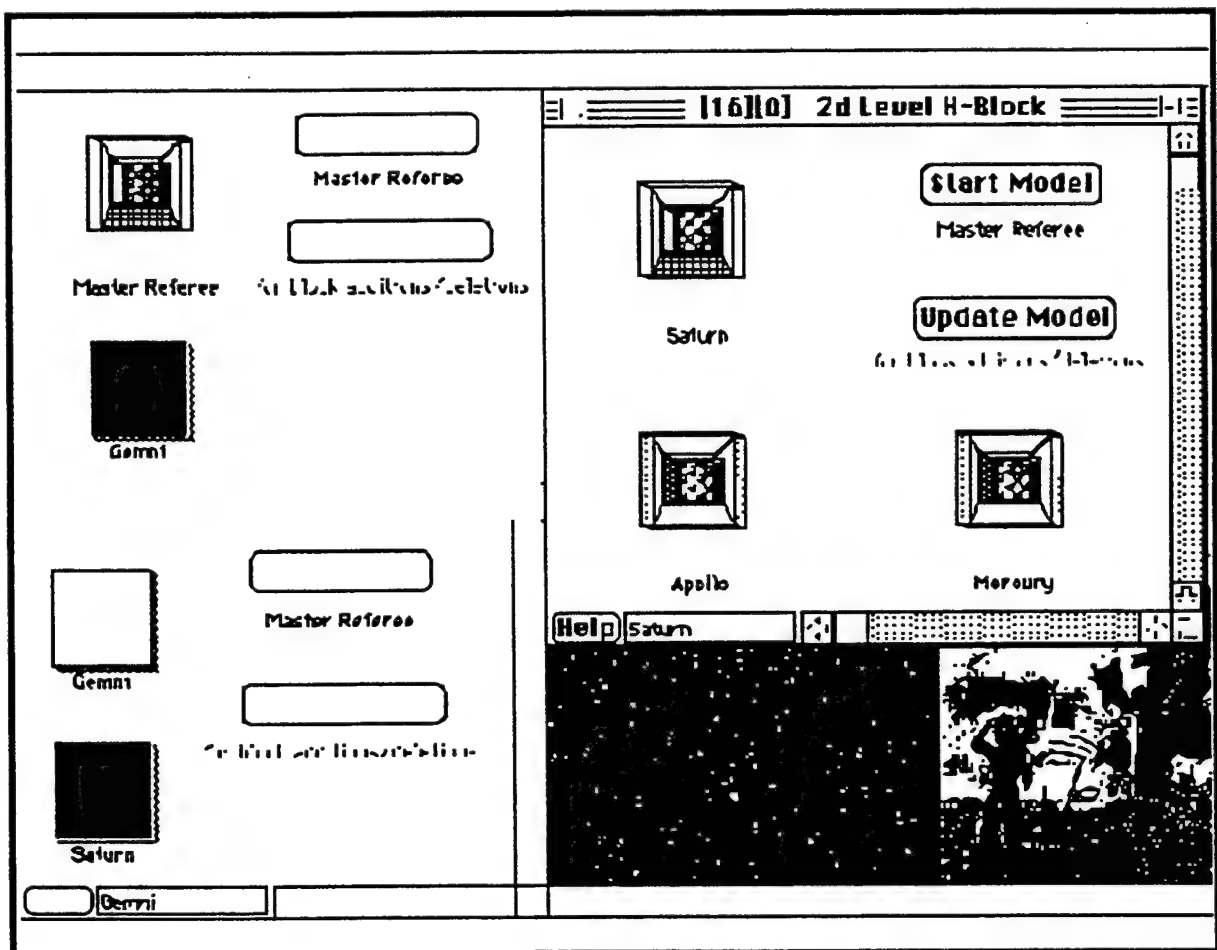 Master Referee
Master Referee
Gemni
Master Referee
Gemni
Saturn
Gemni
[16][0] 2d Level H-Block
Start Model
Master Referee
Saturn
Update Model
Apollo
Mercury
Help
Saturn